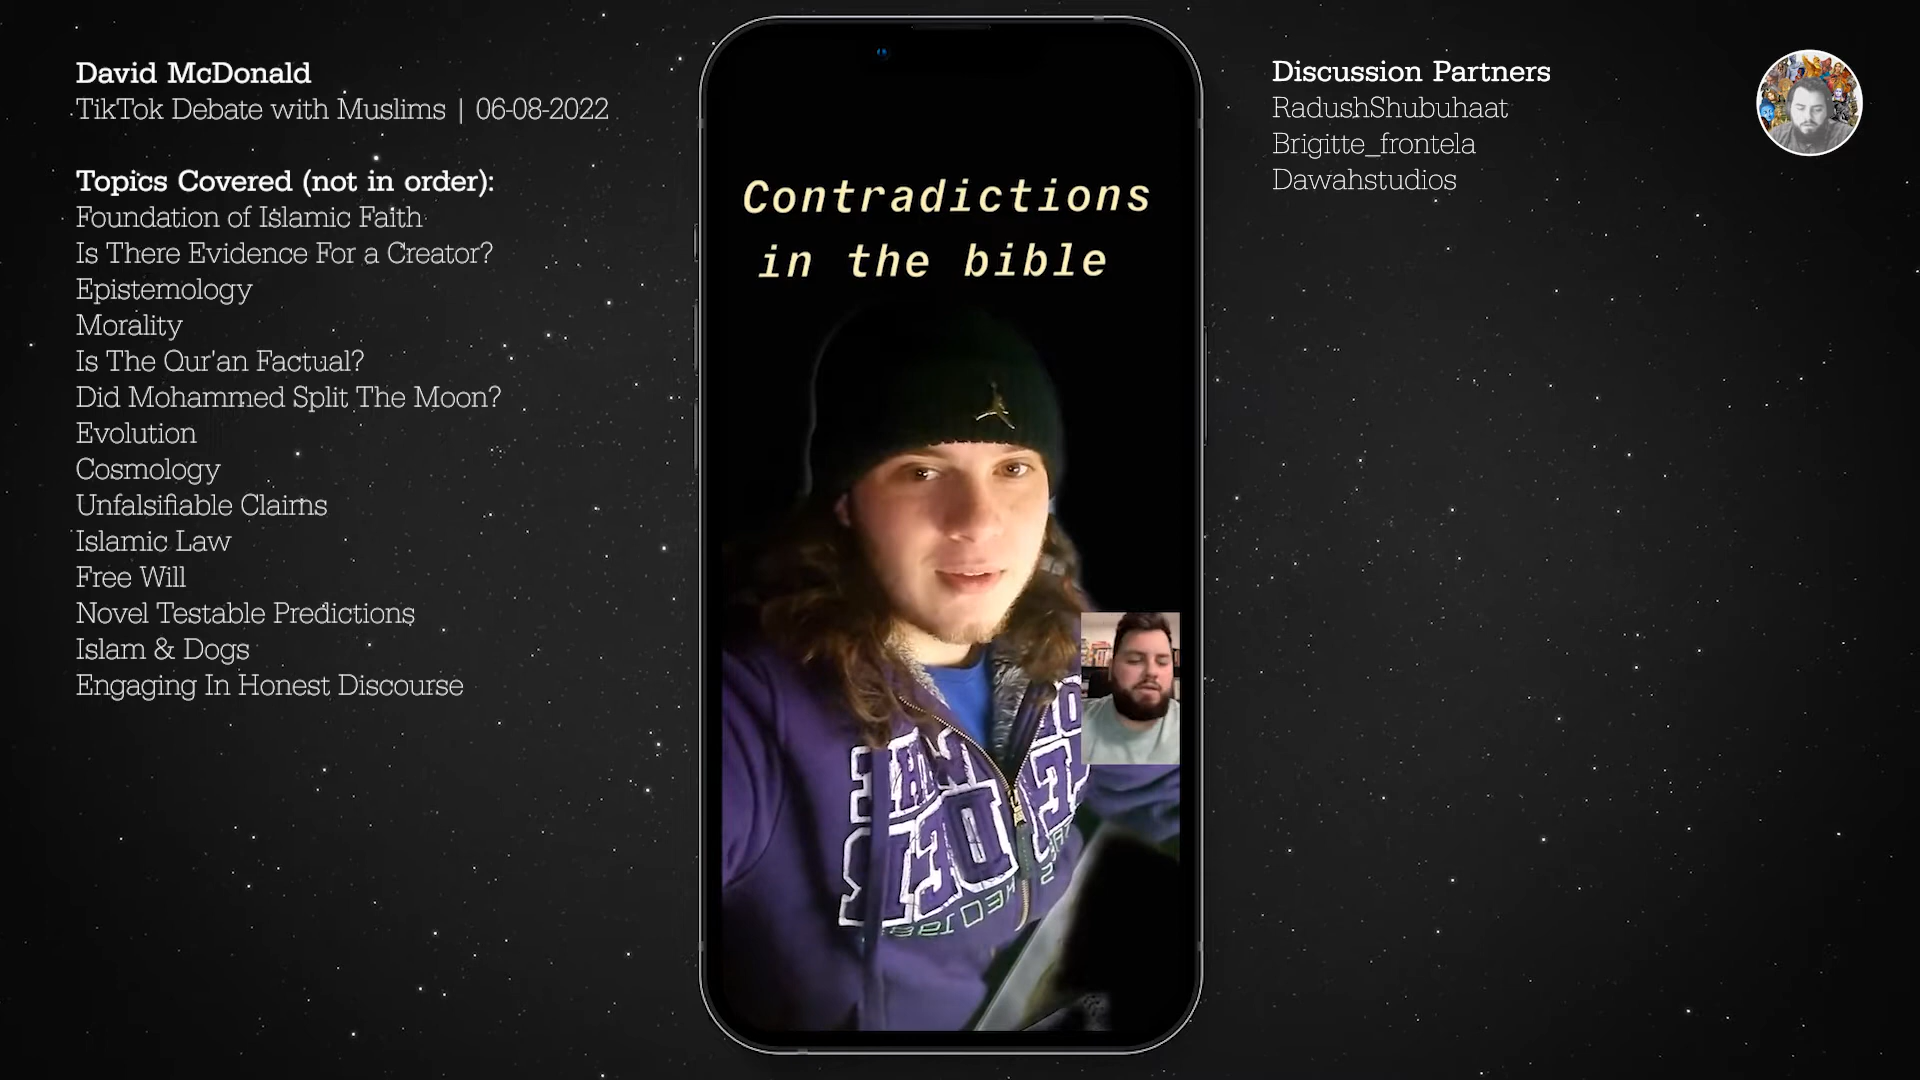 David McDonald
TikTok Debate with Muslims | 06-08-2022
Topics Covered (not in order):
Foundation of Islamic Faith
Is There Evidence For a Creator?
Epistemology
Morality
Is The Qur'an Factual?
Did Mohammed Split The Moon?
Evolution
Cosmology
Unfalsifiable Claims
Islamic Law
Free Will
Novel Testable Predictions
Islam & Dogs
Engaging In Honest Discourse
Contradictions
in the bible
Discussion Partners
RadushShubuhaat
Brigitte_frontela
Dawahstudios